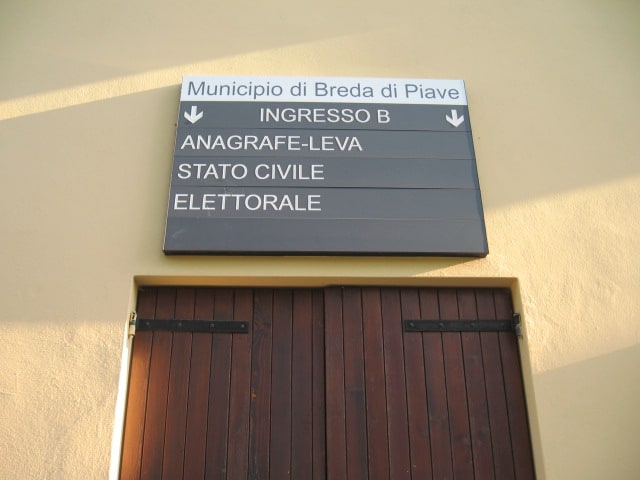 Municipio di Breda di Piave
INGRESSO B
ANAGRAFE-LEVA
STATO CIVILE
ELETTORALE